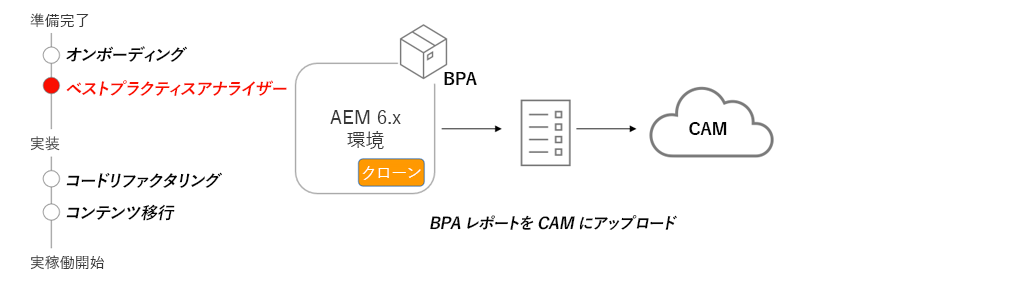 準備完了
オンボーディング
ベストプラクティスアナライザー
実装
コードリファクタリング
コンテンツ移行
実稼働開始
BPA
AEM 6.x
環境
クローン
CAM
BPA レポートを CAM にアップロード